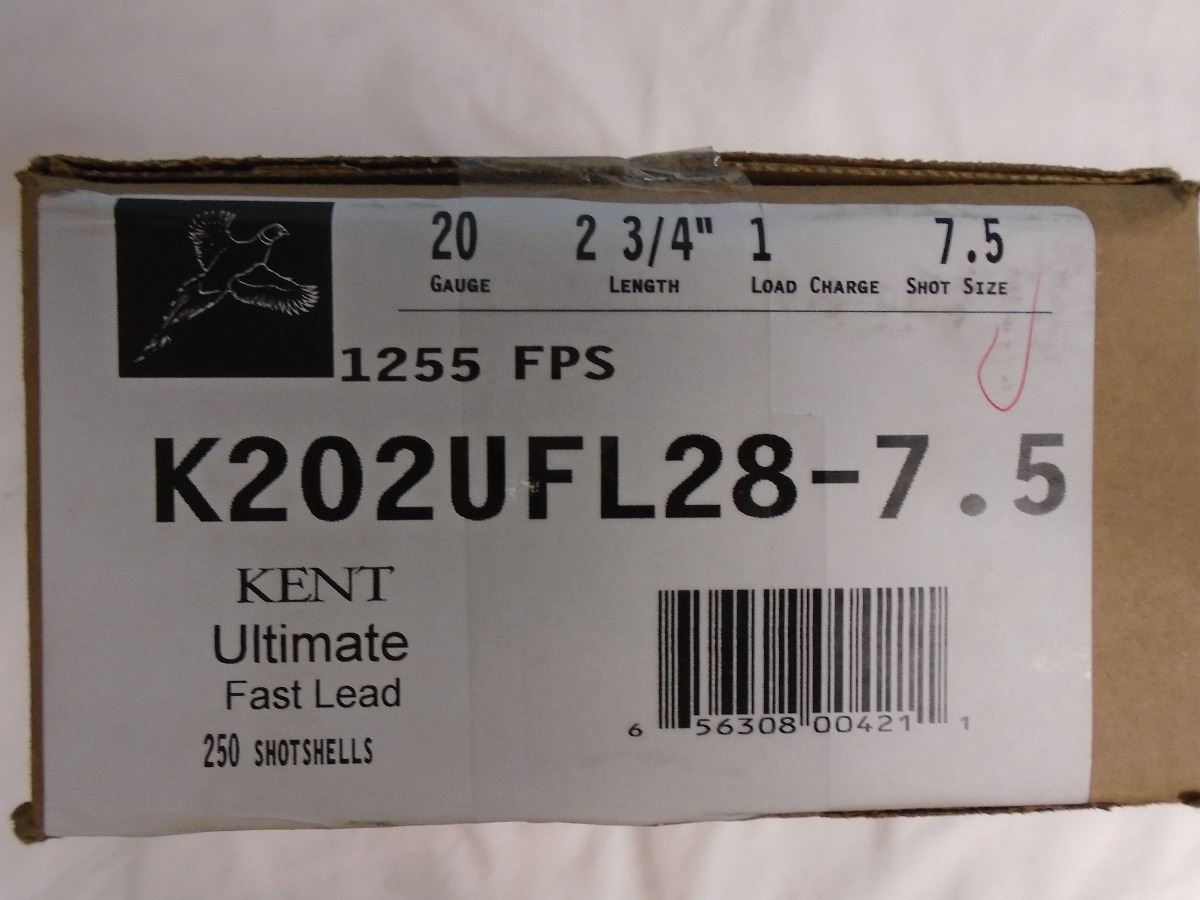 20 2 3/4" 1 7.5
GAUGE LENGTH LOAD CHARGE SHOT SIZE
1255 FPS
K202UFL28-7.5
KENT
Ultimate
Fast Lead
250 SHOTSHELLS
6 56308 00421 1